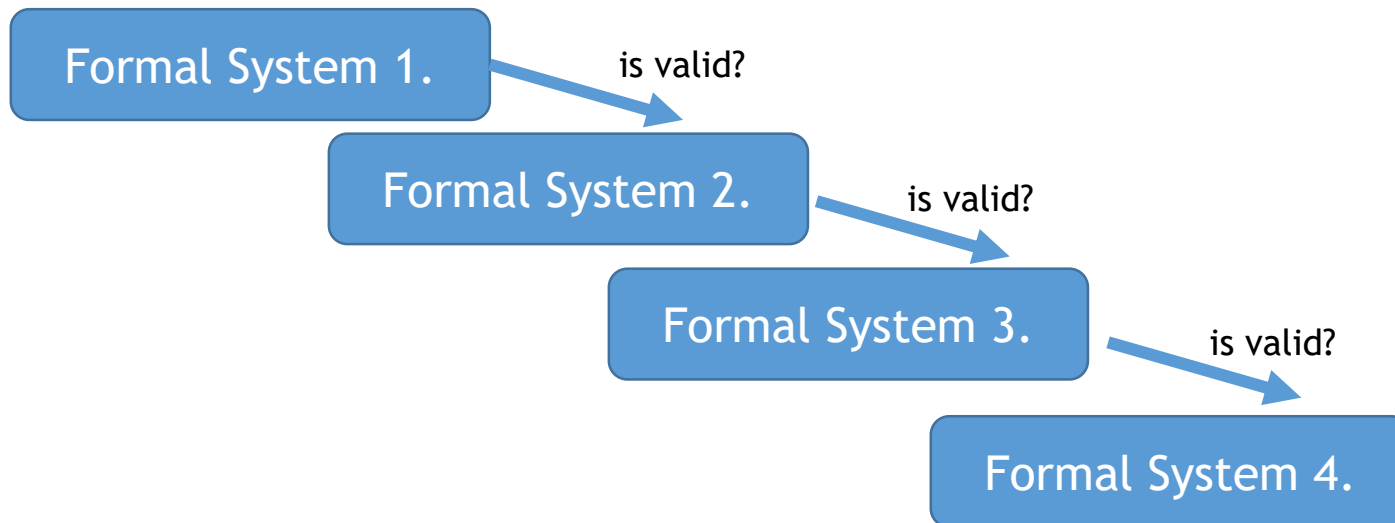 Formal System 1.
is valid?
Formal System 2.
is valid?
Formal System 3.
is valid?
Formal System 4.